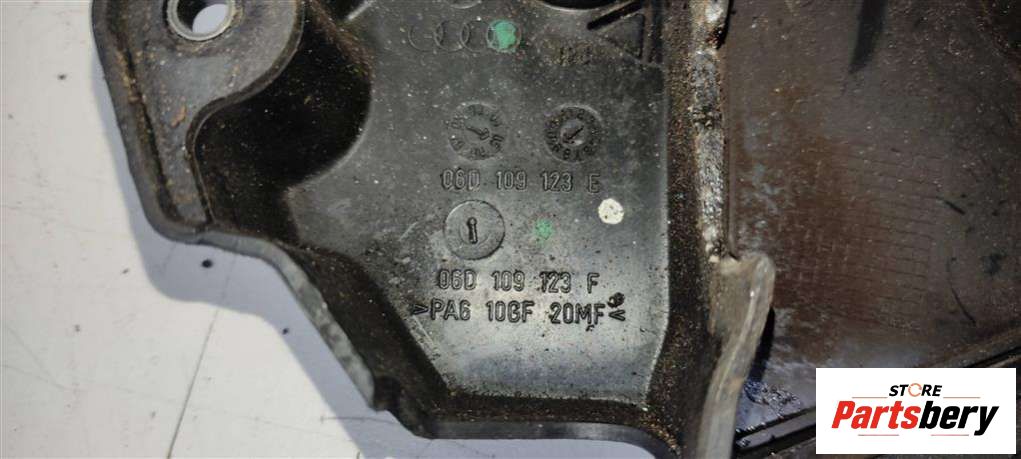 06D 109 123 E
06D 109 123 F
>PA6 10GF 20MF<
STORE
Partsbery